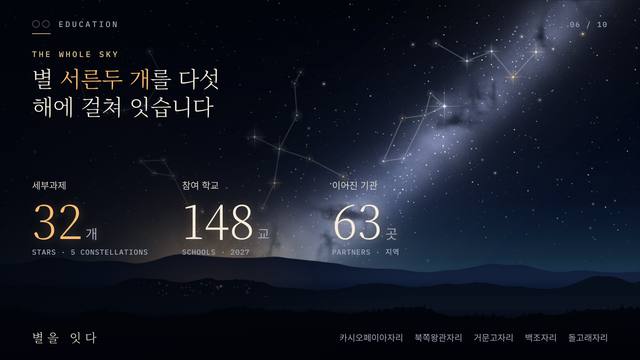 EDUCATION
06 / 10
THE WHOLE SKY
별 서른두 개를 다섯
해에 걸쳐 잇습니다
세부과제
32개
STARS · 5 CONSTELLATIONS
참여 학교
148교
SCHOOLS · 2027
이어진 기관
63곳
PARTNERS · 지역
별을 잇다
카시오페이아자리 북쪽왕관자리 거문고자리 백조자리 돌고래자리